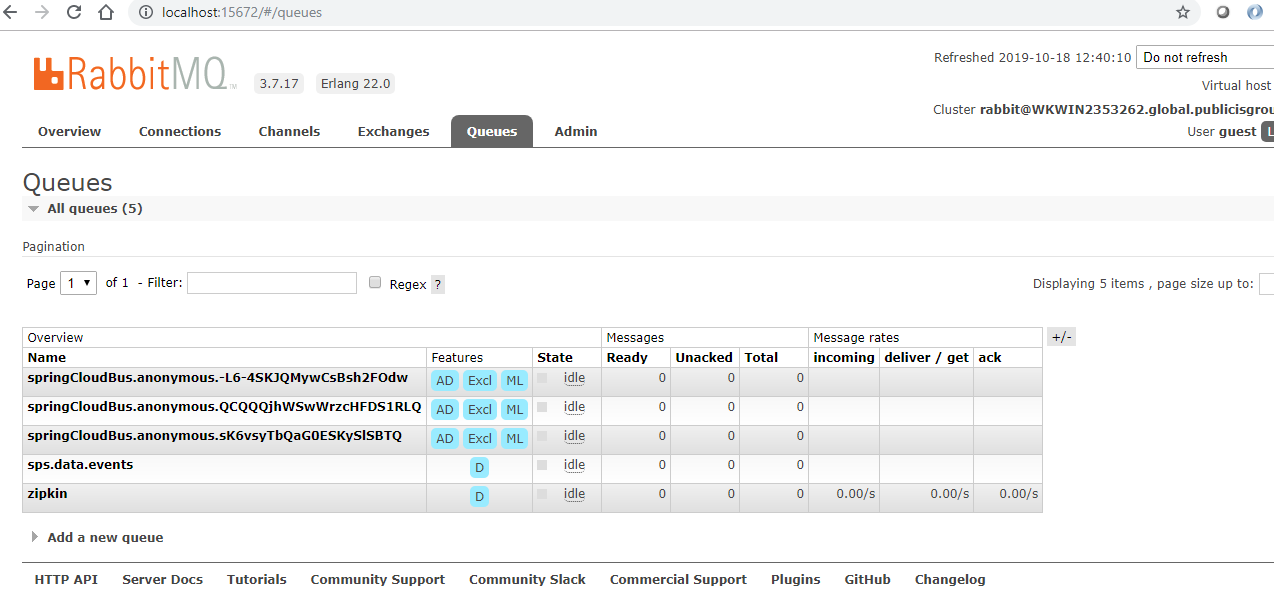 localhost:15672/#/queues
RabbitMQ TM 3.7.17 Erlang 22.0
Refreshed 2019-10-18 12:40:10 Do not refresh
Virtual host
Cluster rabbit@WKWIN2353262.global.publicisgrou
User guest L
Overview Connections Channels Exchanges Queues Admin
Queues
All queues (5)
Pagination
Page 1 of 1 - Filter: Regex ? Displaying 5 items , page size up to:
Overview Messages Message rates +/-
Name Features State Ready Unacked Total incoming deliver / get ack
springCloudBus.anonymous.-L6-4SKJQMywCsBsh2FOdw AD Excl ML idle 0 0 0
springCloudBus.anonymous.QCQQQjhWSwWrzcHFDS1RLQ AD Excl ML idle 0 0 0
springCloudBus.anonymous.sK6vsyTbQaG0ESKySlSBTQ AD Excl ML idle 0 0 0
sps.data.events D idle 0 0 0
zipkin D idle 0 0 0 0.00/s 0.00/s 0.00/s
Add a new queue
HTTP API Server Docs Tutorials Community Support Community Slack Commercial Support Plugins GitHub Changelog